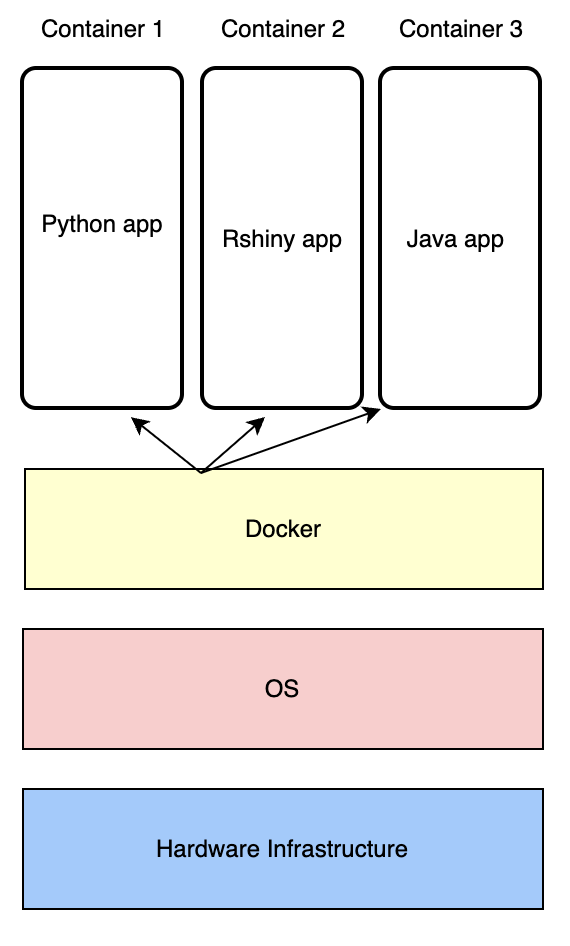 Container 1
Container 2
Container 3
Python app
Rshiny app
Java app
Docker
OS
Hardware Infrastructure